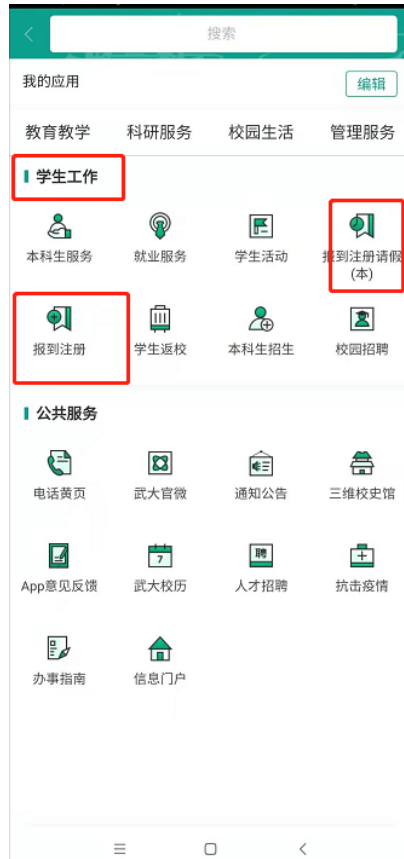 搜索
我的应用
编辑
教育教学 科研服务 校园生活 管理服务
学生工作
本科生服务 就业服务 学生活动 报到注册请假
(本)
报到注册 学生返校 本科生招生 校园招聘
公共服务
电话黄页 武大官微 通知公告 三维校史馆
7
聘
App意见反馈 武大校历 人才招聘 抗击疫情
办事指南 信息门户